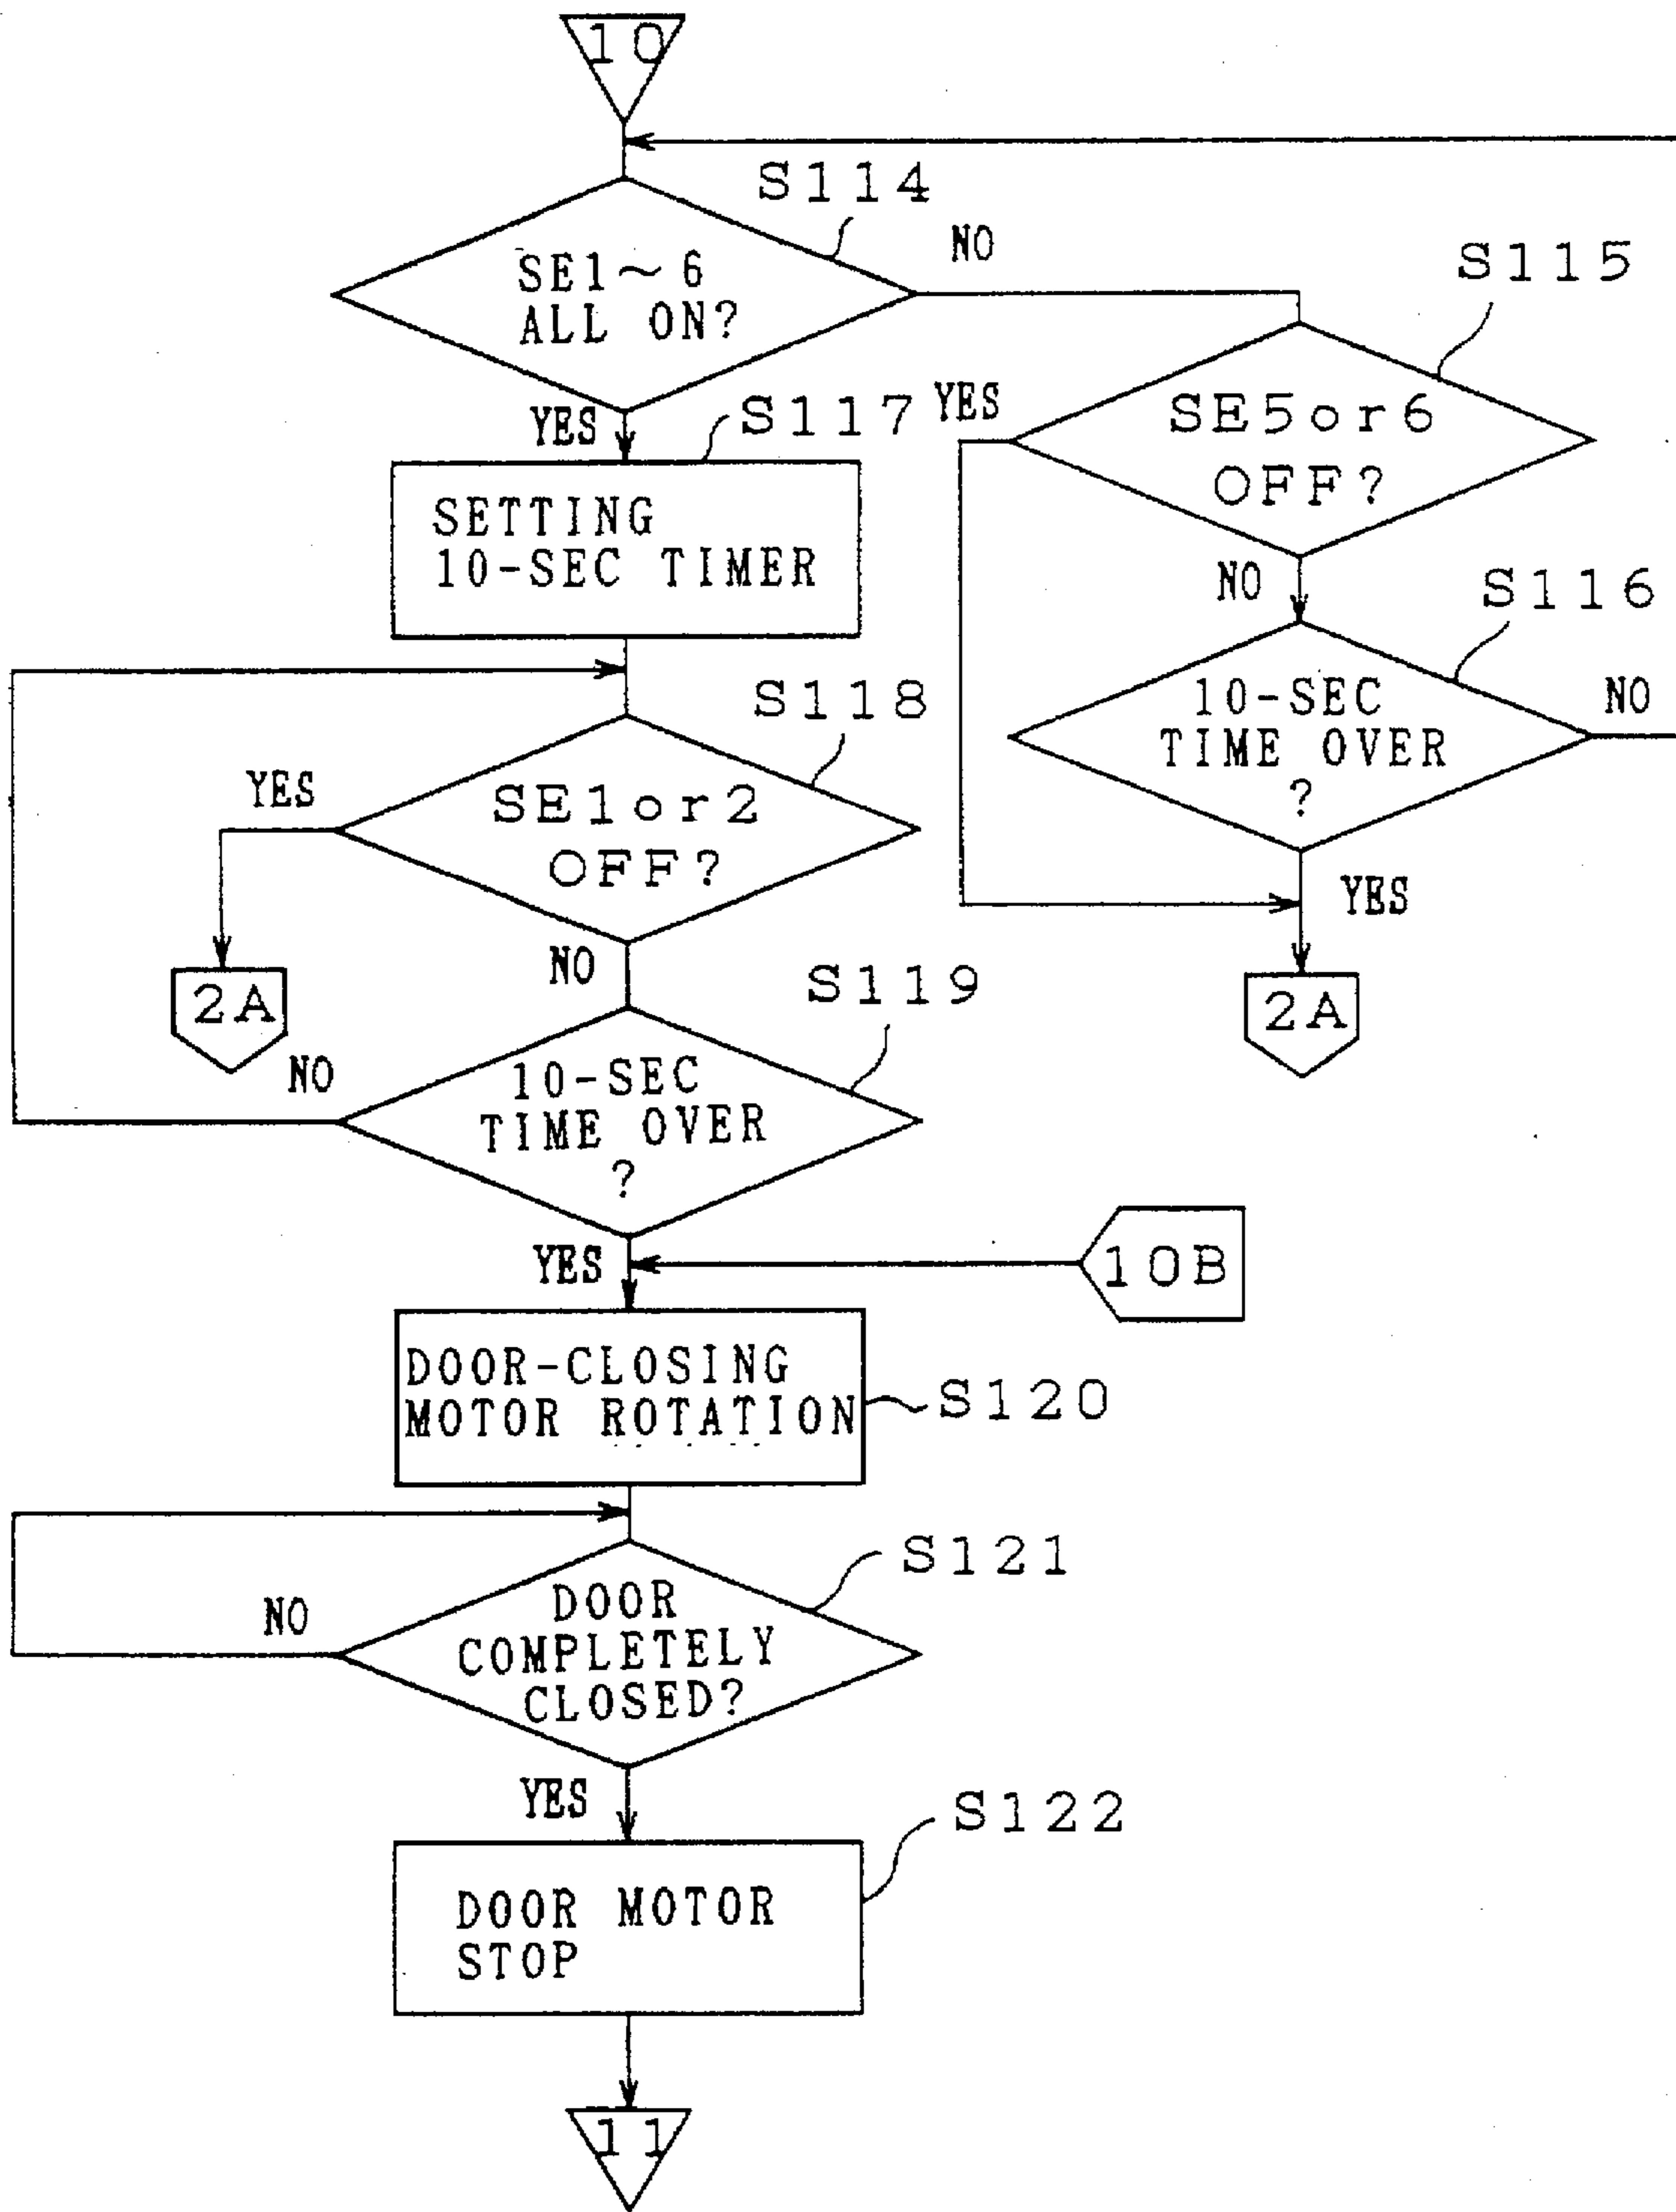 10
S114
NO
SE1~6
ALL ON?
S115
YES
S117
YES
SE5or6
OFF?
SETTING
10-SEC TIMER
NO
S116
S118
10-SEC
TIME OVER
?
NO
YES
SE1or2
OFF?
YES
NO
S119
2A
2A
NO
10-SEC
TIME OVER
?
YES
10B
DOOR-CLOSING
MOTOR ROTATION
S120
S121
NO
DOOR
COMPLETELY
CLOSED?
YES
S122
DOOR MOTOR
STOP
11